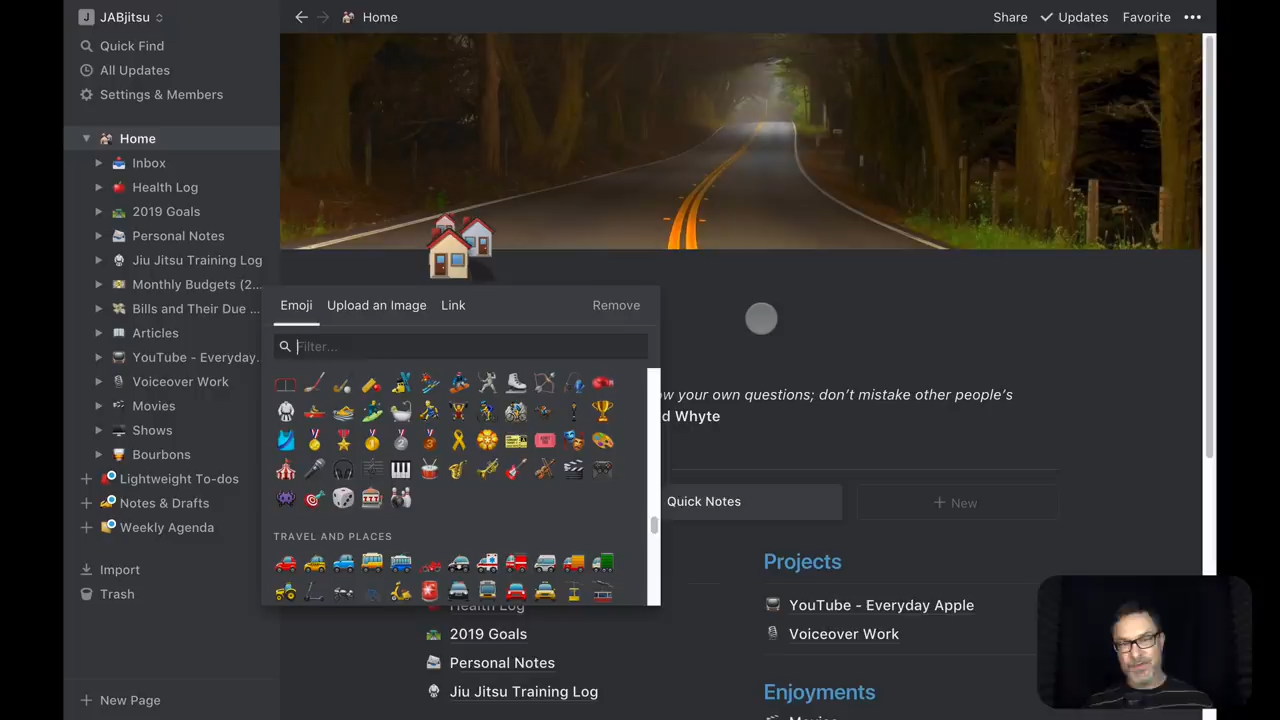 J JABjitsu
Home
Share
Updates
Favorite
Quick Find
All Updates
Settings & Members
Home
Inbox
Health Log
2019 Goals
Personal Notes
Jiu Jitsu Training Log
Monthly Budgets (2...
Bills and Their Due ...
Articles
YouTube - Everyday...
Voiceover Work
Movies
Shows
Bourbons
Lightweight To-dos
Notes & Drafts
Weekly Agenda
Import
Trash
New Page
Emoji
Upload an Image
Link
Remove
Filter...
TRAVEL AND PLACES
your own questions; don't mistake other people's
Whyte
Quick Notes
New
Health Log
2019 Goals
Personal Notes
Jiu Jitsu Training Log
Projects
YouTube - Everyday Apple
Voiceover Work
Enjoyments